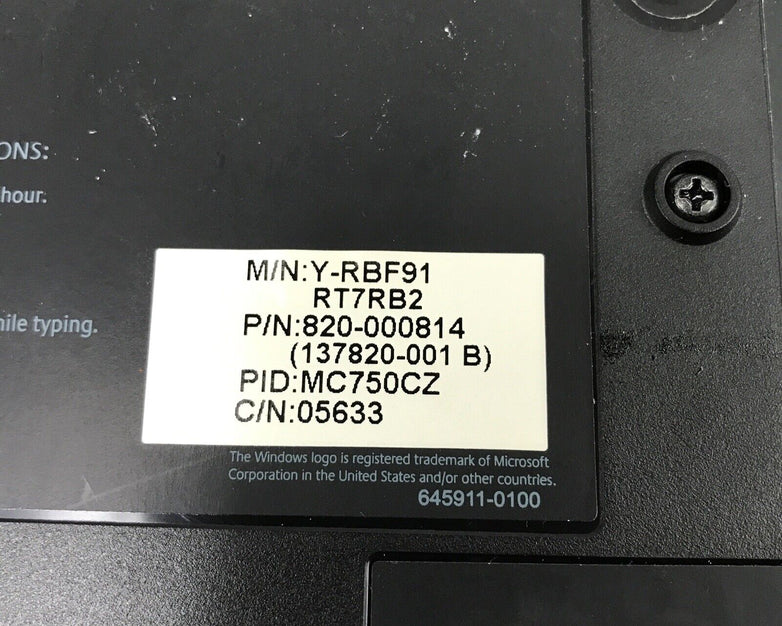 ONS:
hour.
ile typing.
M/N:Y-RBF91
RT7RB2
P/N:820-000814
(137820-001 B)
PID:MC750CZ
C/N:05633
The Windows logo is registered trademark of Microsoft
Corporation in the United States and/or other countries.
645911-0100